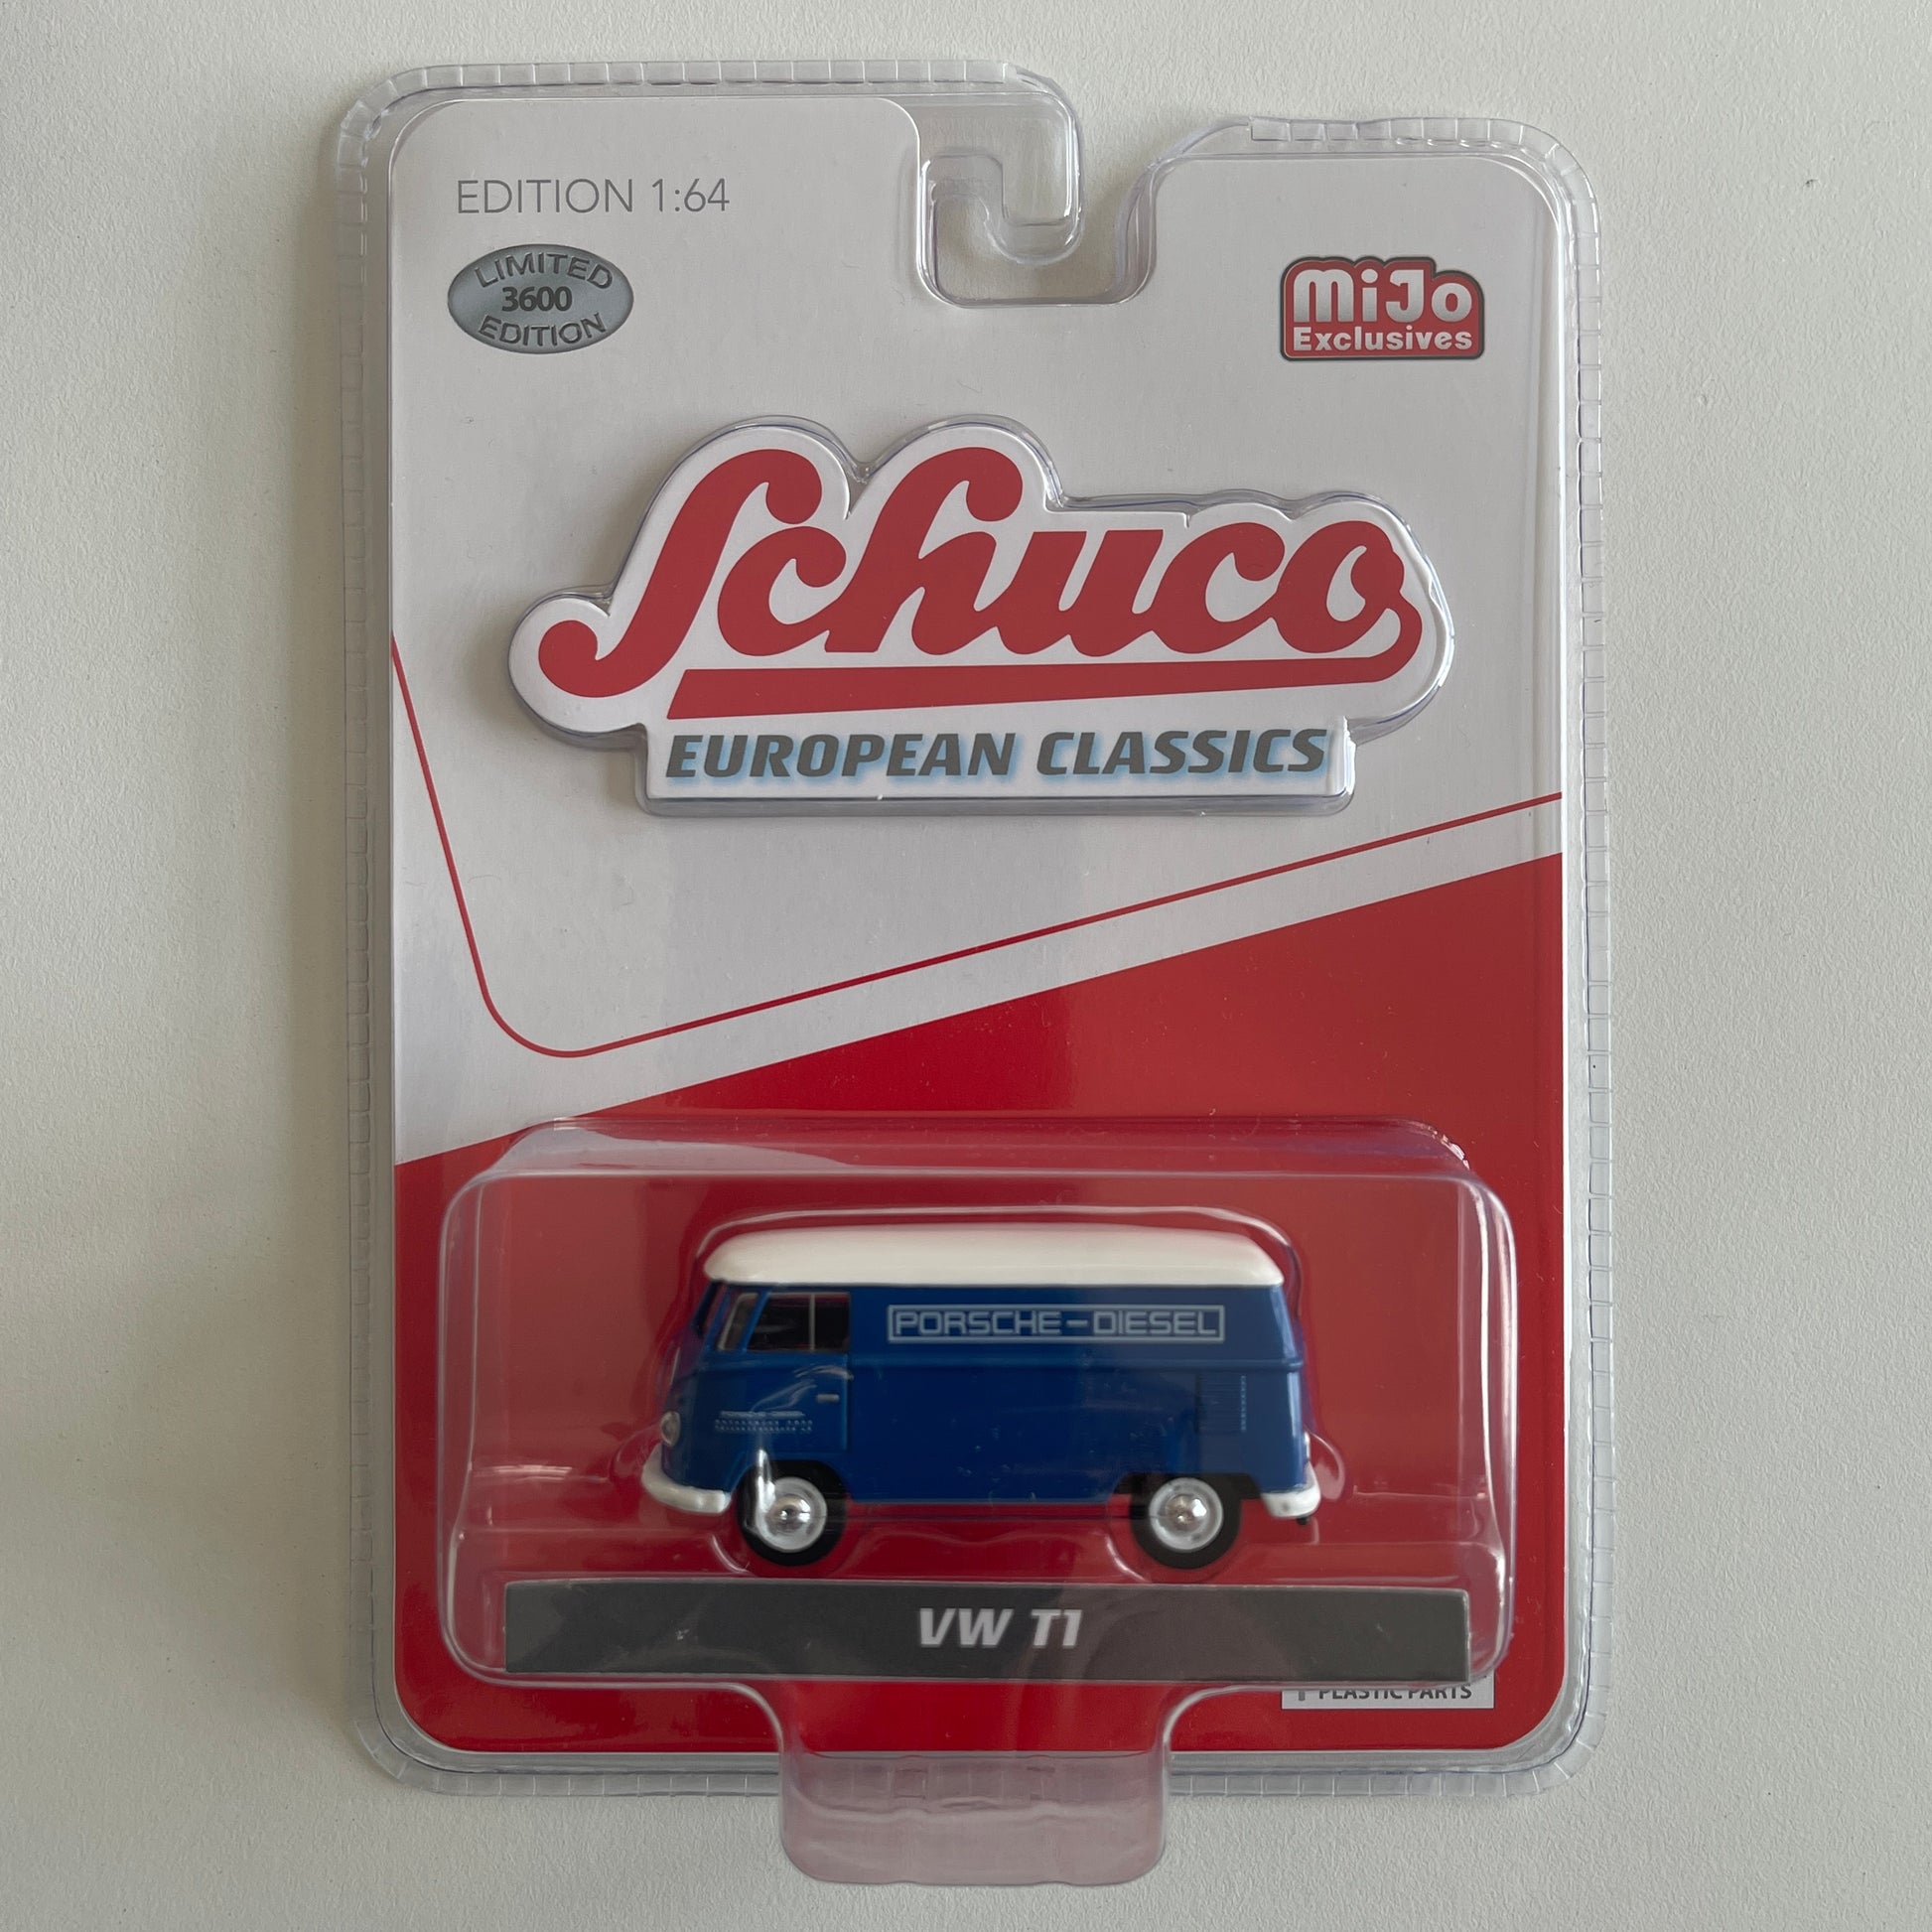 EDITION 1:64
LIMITED
3600
EDITION
MiJo
Exclusives
Schuco
EUROPEAN CLASSICS
PORSCHE-DIESEL
VW T1
PLASTIC PARTS